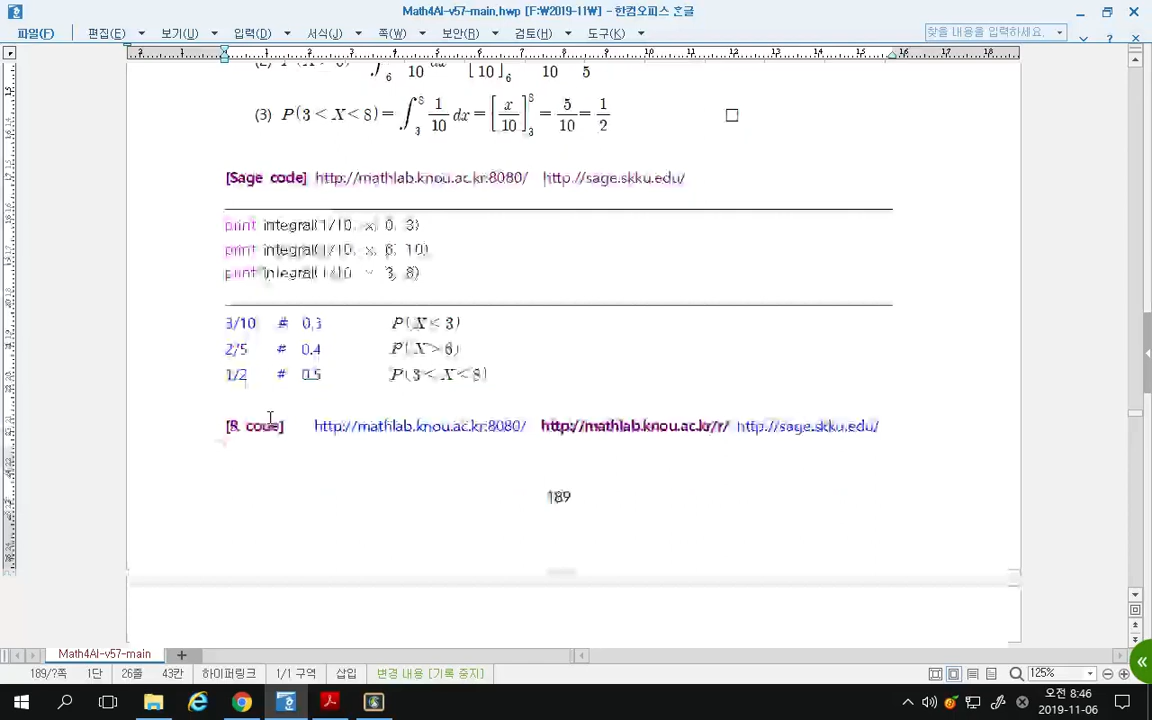 Math4AI-v57-main.hwp [F:₩2019-11₩] - 한컴오피스 한글
파일(F) 편집(E) 보기(U) 입력(D) 서식(J) 쪽(W) 보안(R) 검토(H) 도구(K) 찾을 내용을 입력하세요.
(3) P(3 < X < 8) = ∫₃⁸ 1/10 dx = [x/10]₃⁸ = 5/10 = 1/2 □
[Sage code] http://mathlab.knou.ac.kr:8080/ http://sage.skku.edu/
print integral(1/10, x, 0, 3)
print integral(1/10, x, 6, 10)
print integral(1/10, x, 3, 8)
3/10 # 0.3 P(X < 3)
2/5 # 0.4 P(X > 6)
1/2 # 0.5 P(3 < X < 8)
[R code] http://mathlab.knou.ac.kr:8080/ http://mathlab.knou.ac.kr/r/ http://sage.skku.edu/
189
Math4AI-v57-main
189/?쪽 1단 26줄 43칸 하이퍼링크 1/1 구역 삽입 변경 내용 [기록 중지] 125%
오전 8:46
2019-11-06